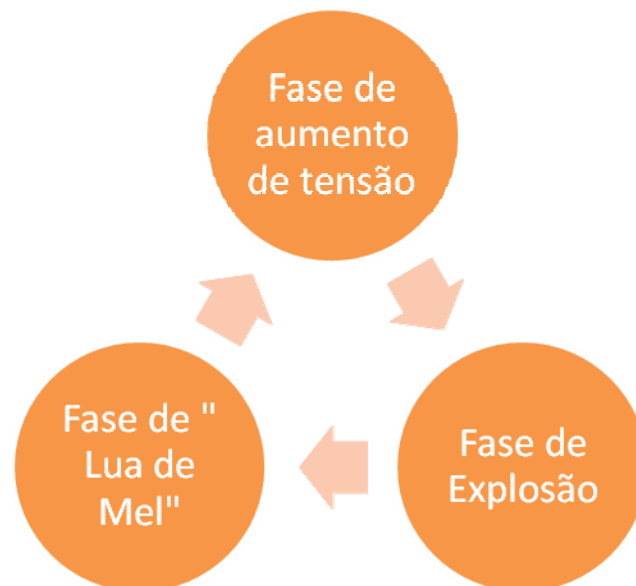 Fase de
aumento
de tensão
Fase de
Explosão
Fase de "
Lua de
Mel"